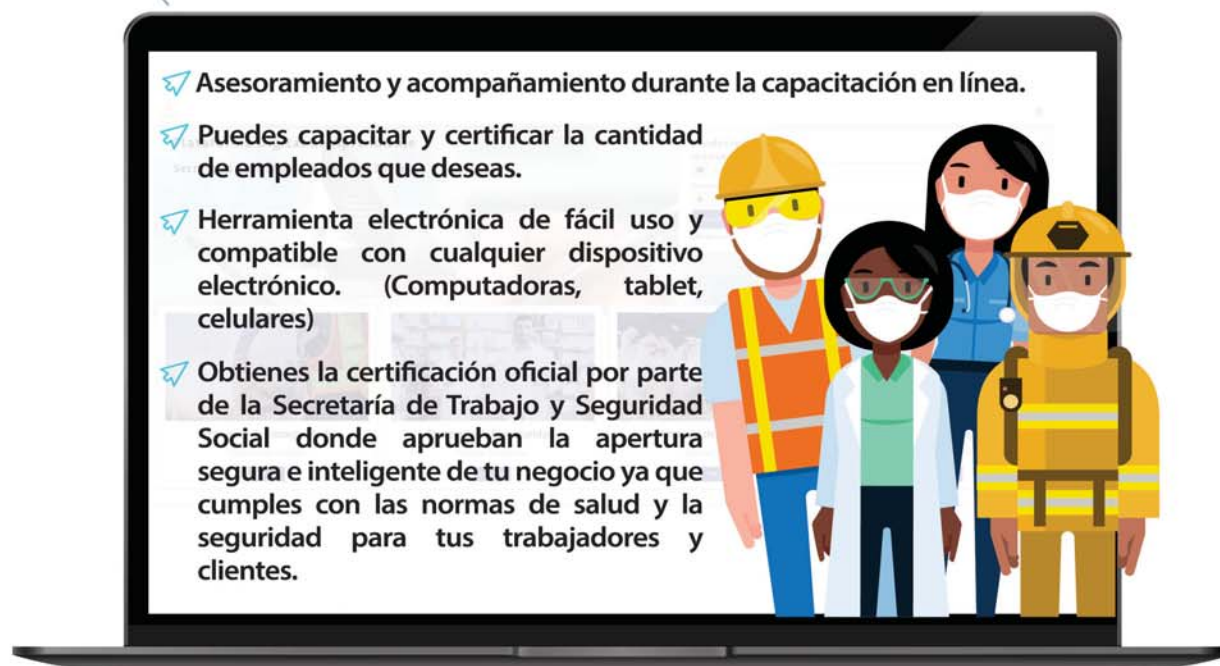 Asesoramiento y acompañamiento durante la capacitación en línea.
Puedes capacitar y certificar la cantidad
de empleados que deseas.
Herramienta electrónica de fácil uso y
compatible con cualquier dispositivo
electrónico. (Computadoras, tablet,
celulares)
Obtienes la certificación oficial por parte
de la Secretaría de Trabajo y Seguridad
Social donde aprueban la apertura
segura e inteligente de tu negocio ya que
cumples con las normas de salud y la
seguridad para tus trabajadores y
clientes.